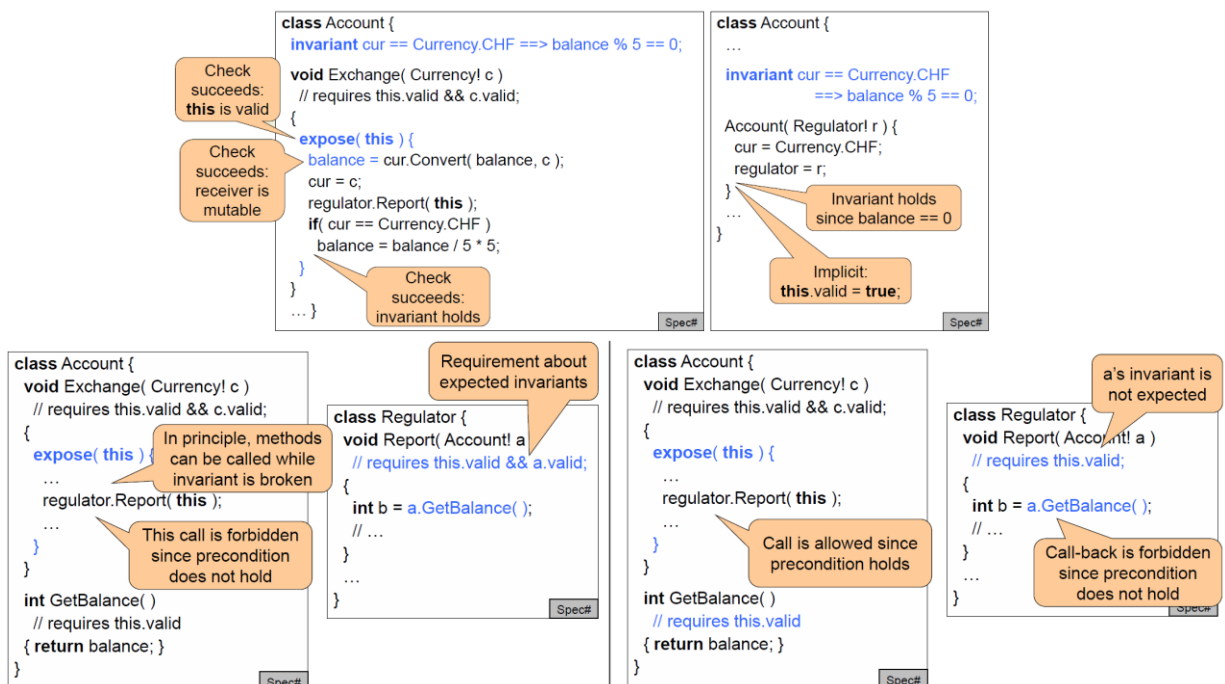 class Account {
invariant cur == Currency.CHF ==> balance % 5 == 0;
void Exchange( Currency! c )
// requires this.valid && c.valid;
{
expose( this ) {
balance = cur.Convert( balance, c );
cur = c;
regulator.Report( this );
if( cur == Currency.CHF )
balance = balance / 5 * 5;
}
}
… }
Spec#
Check
succeeds:
this is valid
Check
succeeds:
receiver is
mutable
Check
succeeds:
invariant holds
class Account {
…
invariant cur == Currency.CHF
==> balance % 5 == 0;
Account( Regulator! r ) {
cur = Currency.CHF;
regulator = r;
}
…
}
Spec#
Invariant holds
since balance == 0
Implicit:
this.valid = true;
class Account {
void Exchange( Currency! c )
// requires this.valid && c.valid;
{
expose( this ) {
…
regulator.Report( this );
…
}
}
int GetBalance( )
// requires this.valid
{ return balance; }
}
Spec#
In principle, methods
can be called while
invariant is broken
This call is forbidden
since precondition
does not hold
Requirement about
expected invariants
class Regulator {
void Report( Account! a
// requires this.valid && a.valid;
{
int b = a.GetBalance( );
// …
}
…
}
Spec#
class Account {
void Exchange( Currency! c )
// requires this.valid && c.valid;
{
expose( this ) {
…
regulator.Report( this );
…
}
}
int GetBalance( )
// requires this.valid
{ return balance; }
}
Spec#
Call is allowed since
precondition holds
a's invariant is
not expected
class Regulator {
void Report( Account! a )
// requires this.valid;
{
int b = a.GetBalance( );
// …
}
…
}
Call-back is forbidden
since precondition
does not hold
Spec#